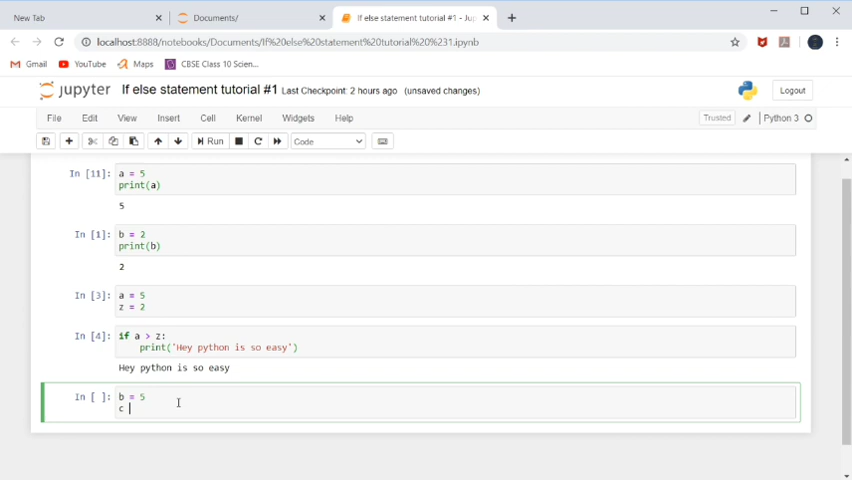 New Tab
Documents/
If else statement tutorial #1 - Jup
localhost:8888/notebooks/Documents/If%20else%20statement%20tutorial%20%231.ipynb
Gmail YouTube Maps CBSE Class 10 Scien...
jupyter If else statement tutorial #1 Last Checkpoint: 2 hours ago (unsaved changes) Logout
File Edit View Insert Cell Kernel Widgets Help Trusted Python 3
Run Code
In [11]: a = 5
print(a)
5
In [1]: b = 2
print(b)
2
In [3]: a = 5
z = 2
In [4]: if a > z:
print('Hey python is so easy')
Hey python is so easy
In [ ]: b = 5
c